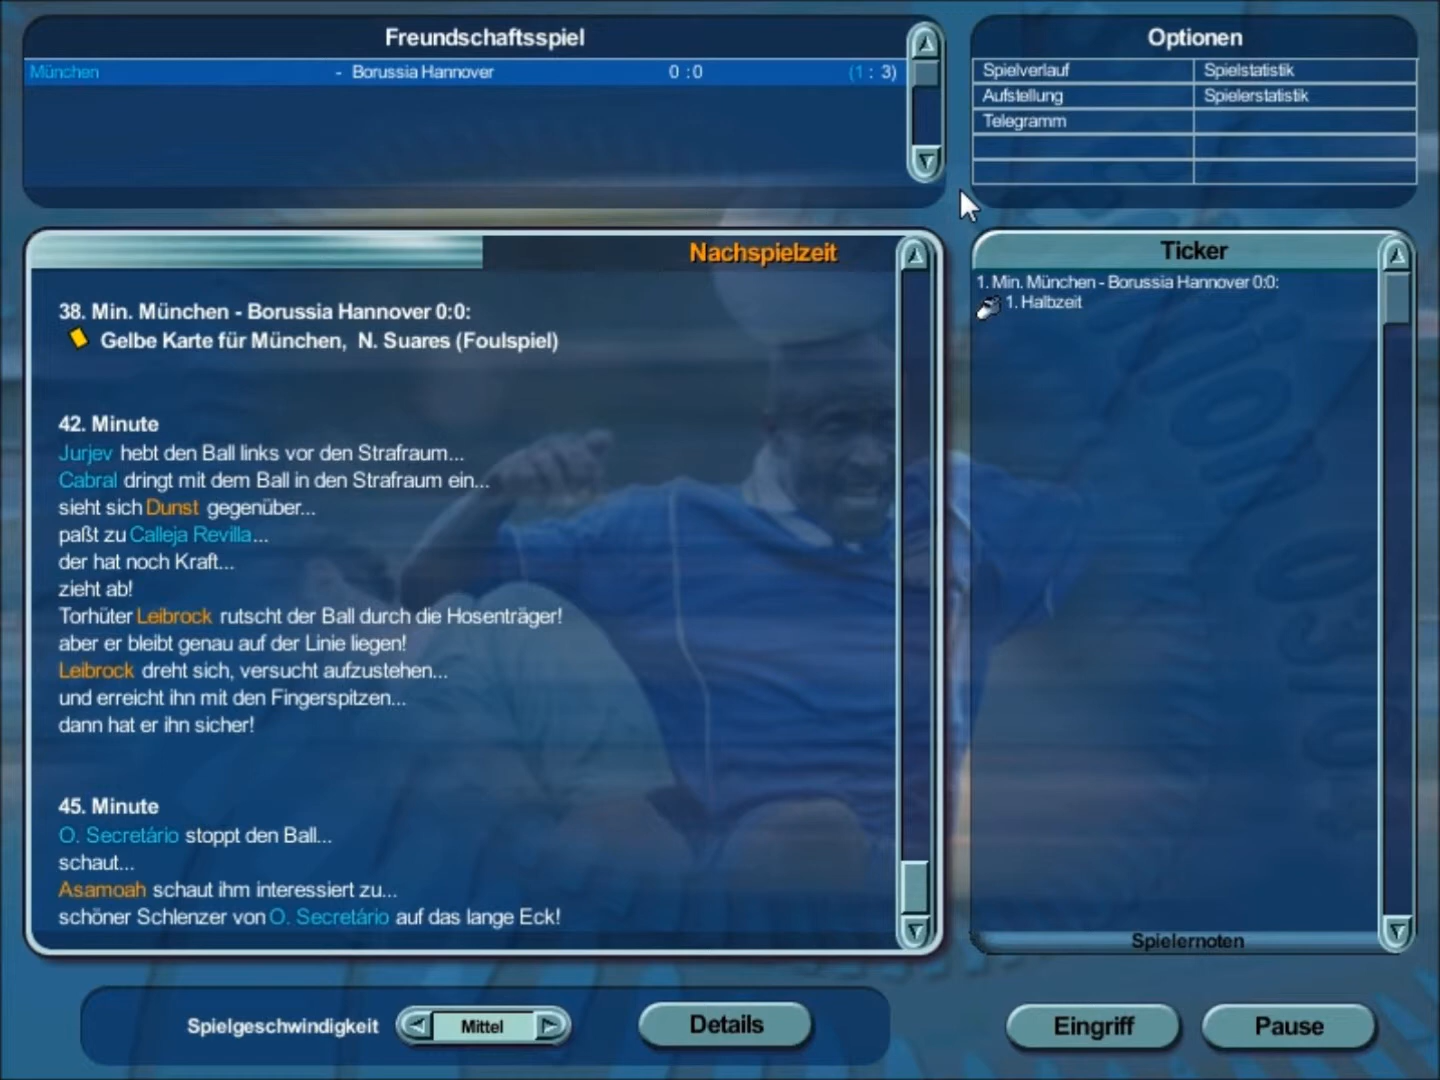 Freundschaftsspiel
München - Borussia Hannover 0 :0 (1 : 3)
Optionen
Spielverlauf Spielstatistik
Aufstellung Spielerstatistik
Telegramm
Nachspielzeit
38. Min. München - Borussia Hannover 0:0:
Gelbe Karte für München, N. Suares (Foulspiel)
42. Minute
Jurjev hebt den Ball links vor den Strafraum...
Cabral dringt mit dem Ball in den Strafraum ein...
sieht sich Dunst gegenüber...
paßt zu Calleja Revilla...
der hat noch Kraft...
zieht ab!
Torhüter Leibrock rutscht der Ball durch die Hosenträger!
aber er bleibt genau auf der Linie liegen!
Leibrock dreht sich, versucht aufzustehen...
und erreicht ihn mit den Fingerspitzen...
dann hat er ihn sicher!
45. Minute
O. Secretário stoppt den Ball...
schaut...
Asamoah schaut ihm interessiert zu...
schöner Schlenzer von O. Secretário auf das lange Eck!
Ticker
1. Min. München - Borussia Hannover 0:0:
1. Halbzeit
Spielernoten
Spielgeschwindigkeit Mittel Details Eingriff Pause